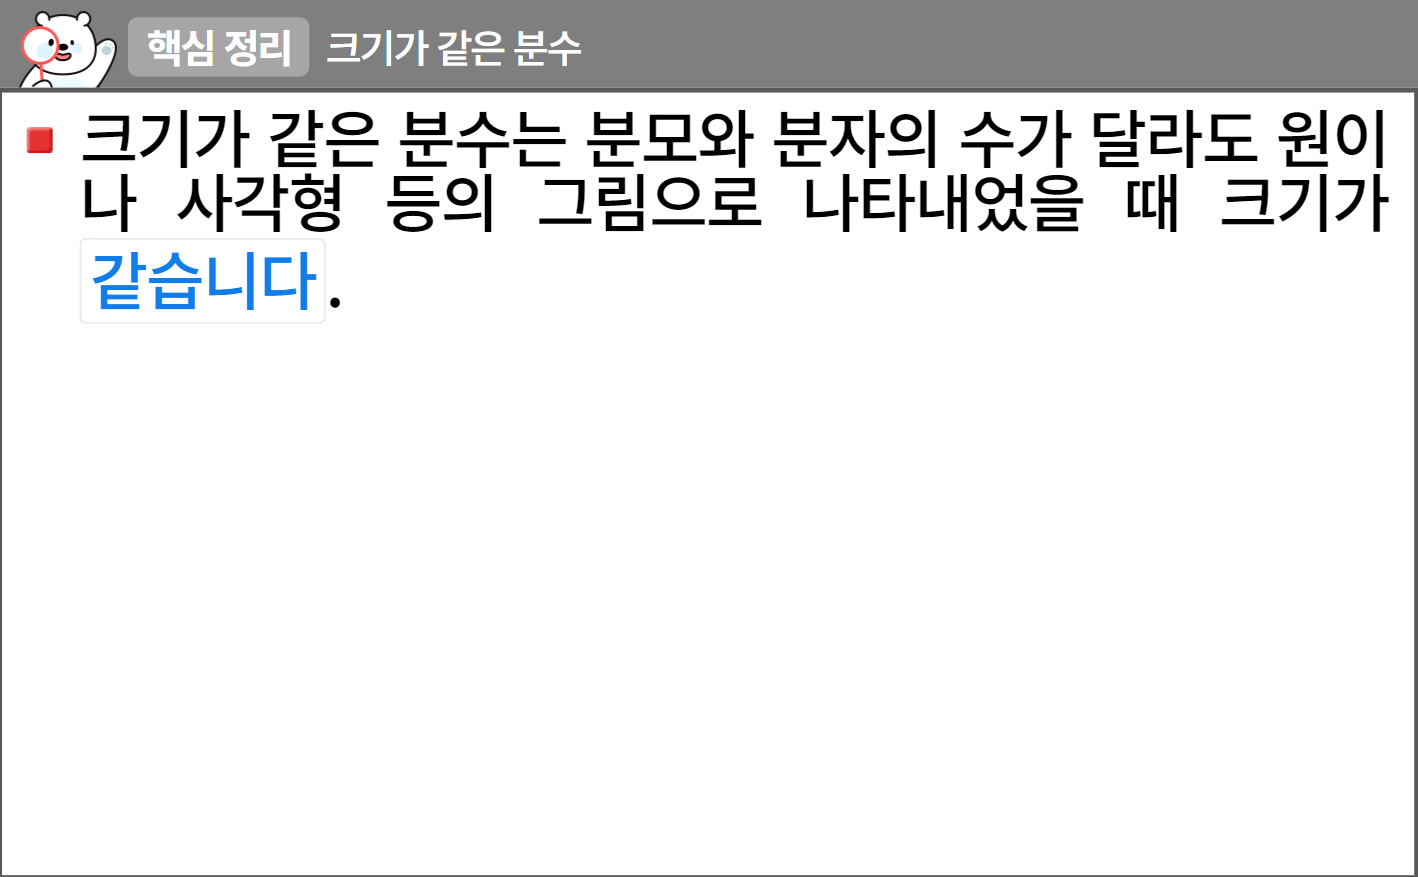 핵심 정리 크기가 같은 분수
크기가 같은 분수는 분모와 분자의 수가 달라도 원이
나 사각형 등의 그림으로 나타내었을 때 크기가
같습니다.